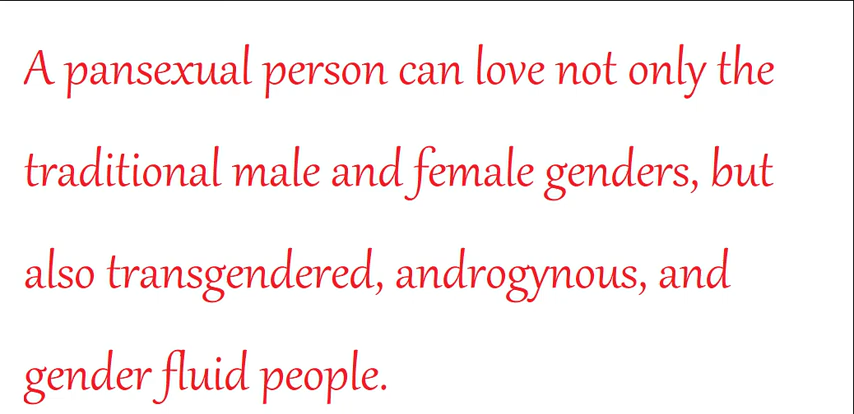 A pansexual person can love not only the
traditional male and female genders, but
also transgendered, androgynous, and
gender fluid people.